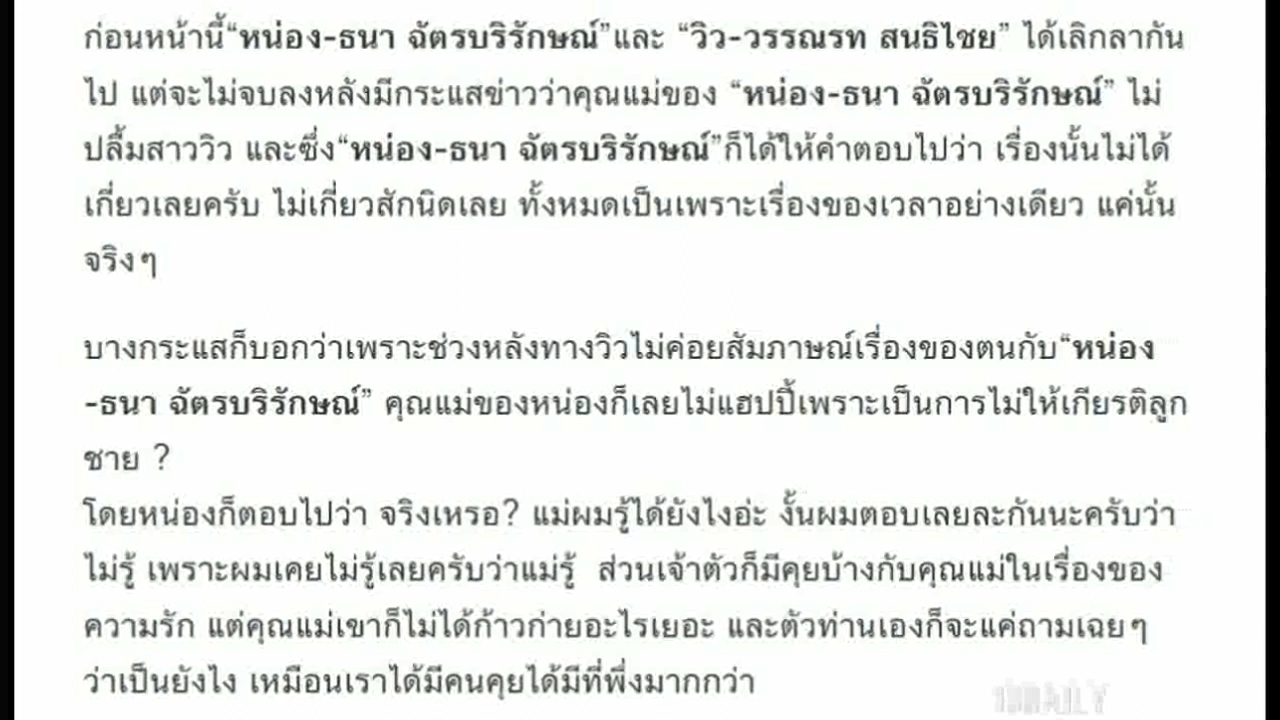 ก่อนหน้านี้“หน่อง-ธนา ฉัตรบริรักษณ์”และ “วิว-วรรณรท สนธิไชย” ได้เลิกลากัน
ไป แต่จะไม่จบลงหลังมีกระแสข่าวว่าคุณแม่ของ “หน่อง-ธนา ฉัตรบริรักษณ์” ไม่
ปลื้มสาววิว และซึ่ง“หน่อง-ธนา ฉัตรบริรักษณ์”ก็ได้ให้คำตอบไปว่า เรื่องนั้นไม่ได้
เกี่ยวเลยครับ ไม่เกี่ยวสักนิดเลย ทั้งหมดเป็นเพราะเรื่องของเวลาอย่างเดียว แค่นั้น
จริงๆ
บางกระแสก็บอกว่าเพราะช่วงหลังทางวิวไม่ค่อยสัมภาษณ์เรื่องของตนกับ“หน่อง
-ธนา ฉัตรบริรักษณ์” คุณแม่ของหน่องก็เลยไม่แฮปปี้เพราะเป็นการไม่ให้เกียรติลูก
ชาย ?
โดยหน่องก็ตอบไปว่า จริงเหรอ? แม่ผมรู้ได้ยังไงอ่ะ งั้นผมตอบเลยละกันนะครับว่า
ไม่รู้ เพราะผมเคยไม่รู้เลยครับว่าแม่รู้ ส่วนเจ้าตัวก็มีคุยบ้างกับคุณแม่ในเรื่องของ
ความรัก แต่คุณแม่เขาก็ไม่ได้ก้าวก่ายอะไรเยอะ และตัวท่านเองก็จะแค่ถามเฉยๆ
ว่าเป็นยังไง เหมือนเราได้มีคนคุยได้มีที่พึ่งมากกว่า